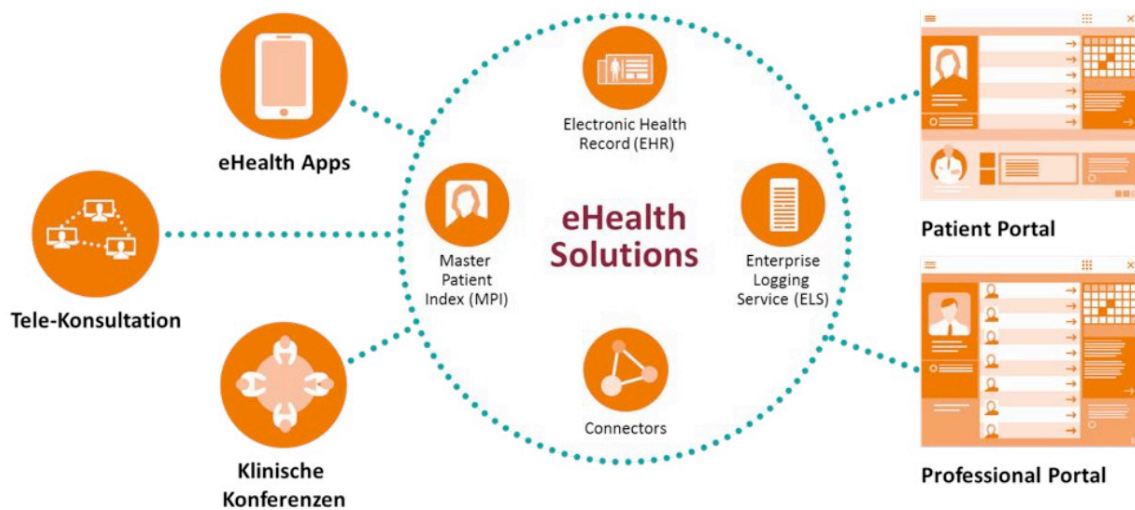 eHealth Apps
Tele-Konsultation
Klinische
Konferenzen
Electronic Health
Record (EHR)
Master
Patient
Index (MPI)
eHealth
Solutions
Enterprise
Logging
Service (ELS)
Connectors
Patient Portal
Professional Portal